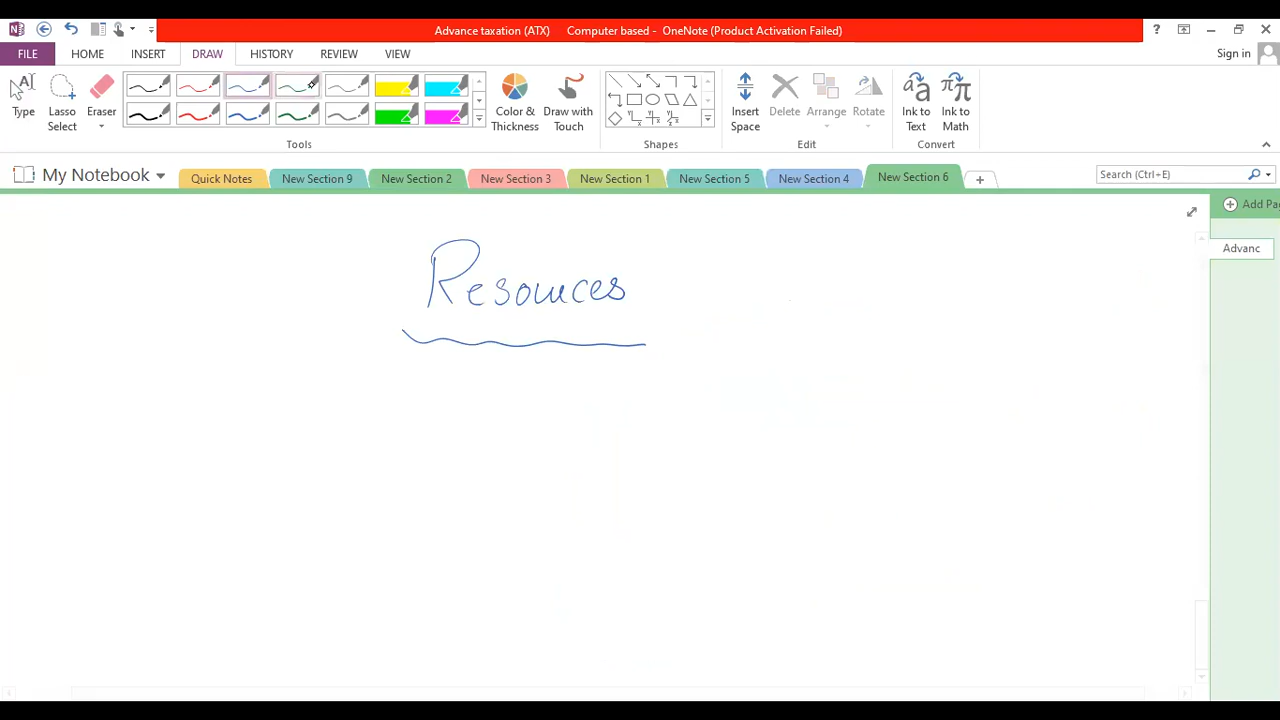 Advance taxation (ATX) Computer based - OneNote (Product Activation Failed)
?
FILE HOME INSERT DRAW HISTORY REVIEW VIEW
Sign in
Type
Lasso Select
Eraser
Color & Thickness
Draw with Touch
Insert Space
Delete
Arrange
Rotate
Ink to Text
Ink to Math
Tools Shapes Edit Convert
My Notebook
Quick Notes New Section 9 New Section 2 New Section 3 New Section 1 New Section 5 New Section 4 New Section 6
Search (Ctrl+E)
Add Pag
Advanc
Resources